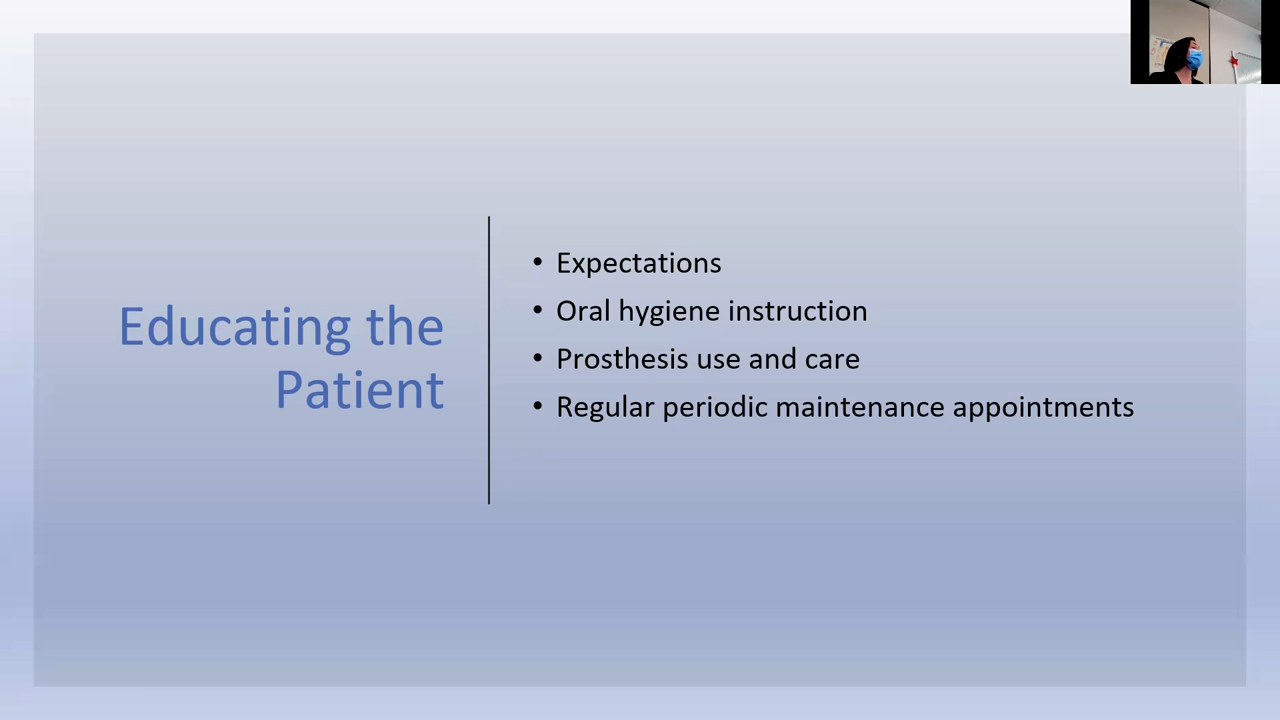 Educating the
Patient
• Expectations
• Oral hygiene instruction
• Prosthesis use and care
• Regular periodic maintenance appointments